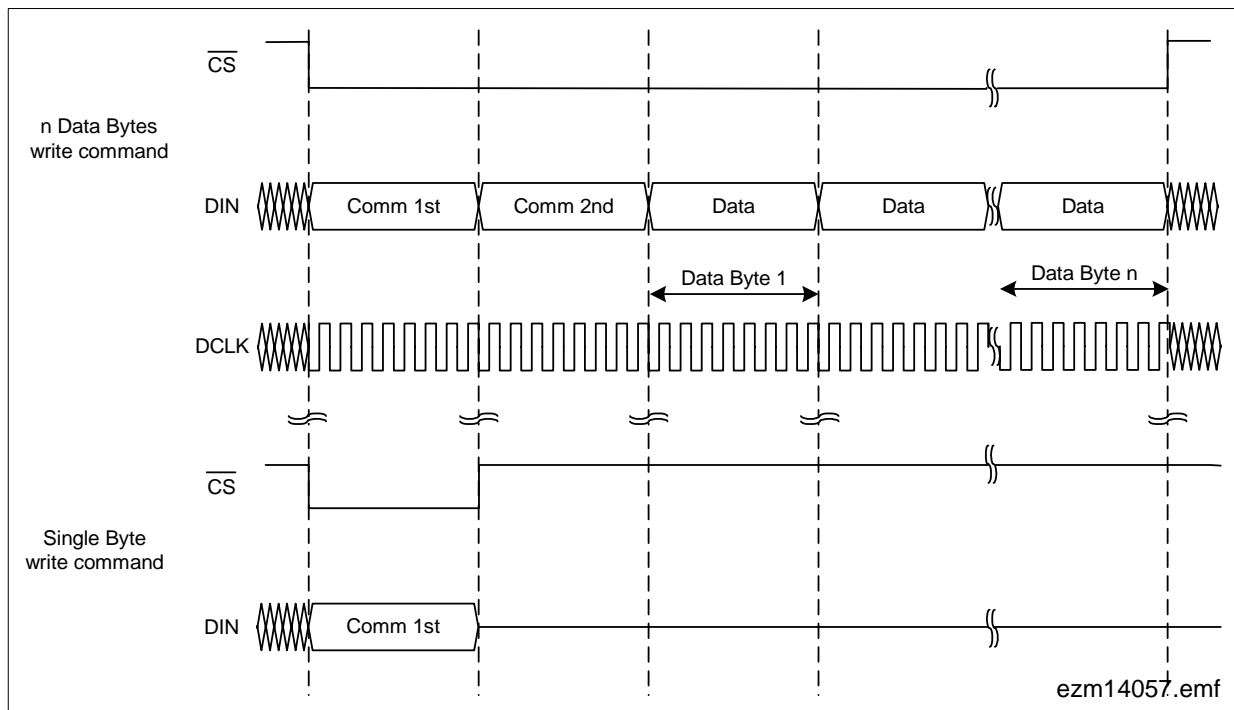 CS
n Data Bytes
write command
DIN
Comm 1st
Comm 2nd
Data
Data
Data
Data Byte 1
Data Byte n
DCLK
CS
Single Byte
write command
DIN
Comm 1st
ezm14057.emf